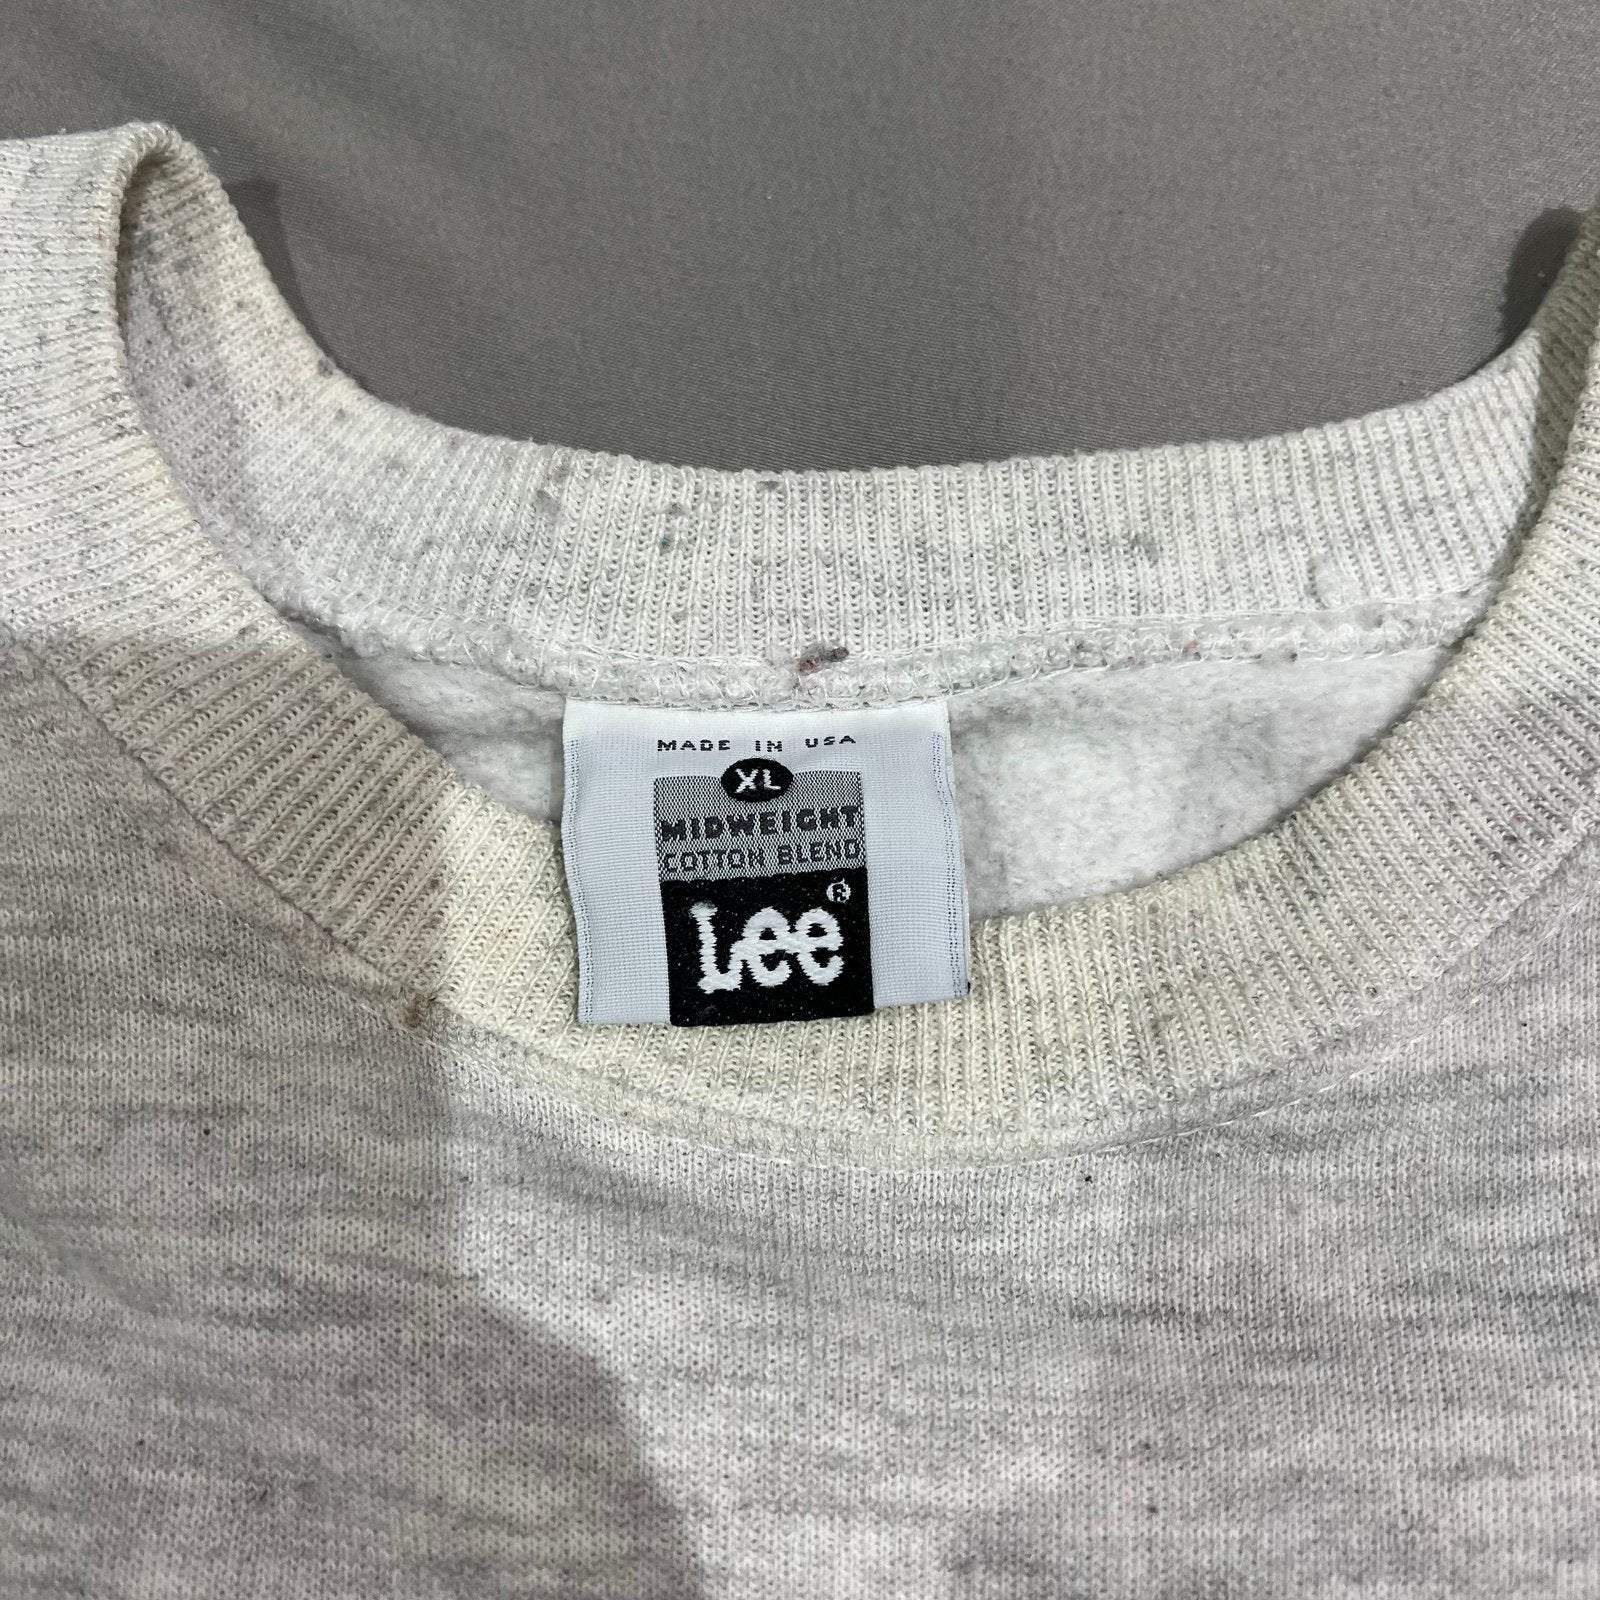 MADE IN USA
XL
MIDWEIGHT
COTTON BLEND
Lee®